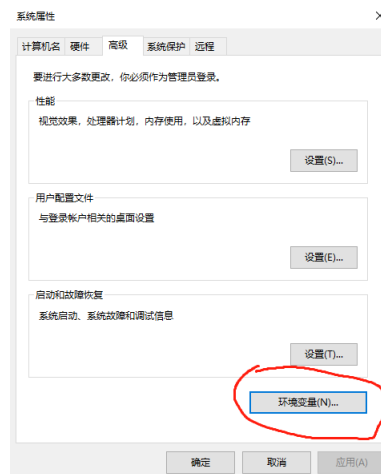 系统属性
计算机名 硬件 高级 系统保护 远程
要进行大多数更改，你必须作为管理员登录。
性能
视觉效果，处理器计划，内存使用，以及虚拟内存
设置(S)...
用户配置文件
与登录帐户相关的桌面设置
设置(E)...
启动和故障恢复
系统启动、系统故障和调试信息
设置(T)...
环境变量(N)...
确定 取消 应用(A)